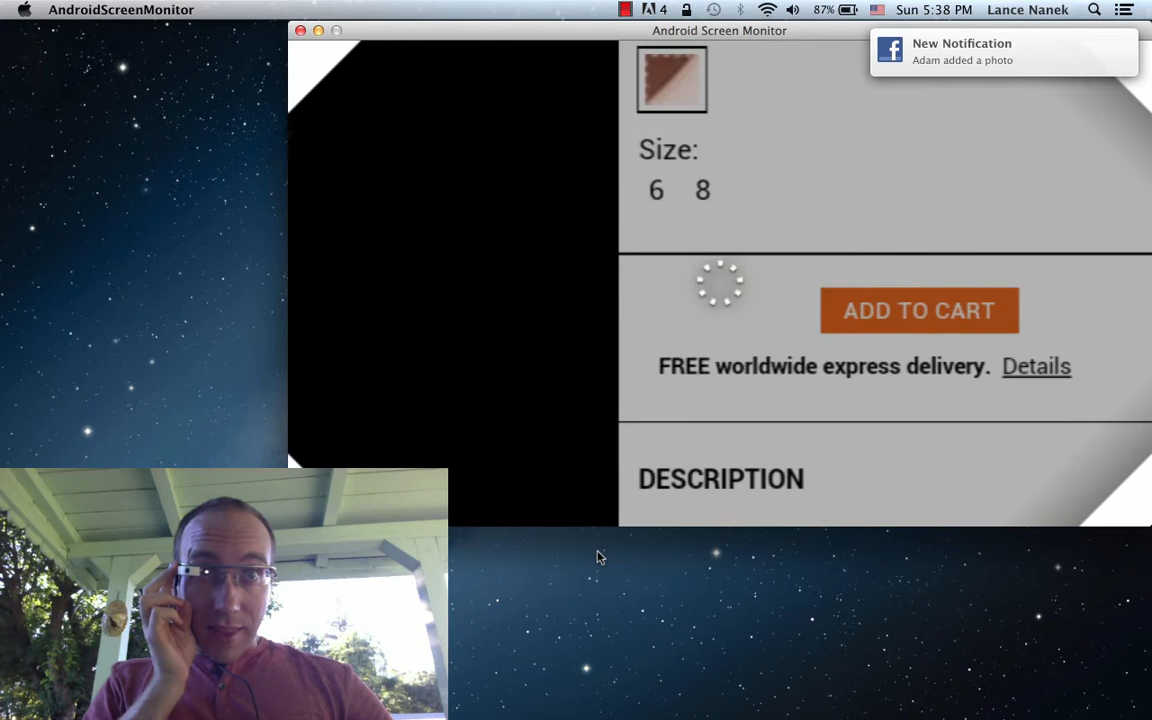 AndroidScreenMonitor
4
87%
Sun 5:38 PM
Lance Nanek
Android Screen Monitor
New Notification
Adam added a photo
Size:
6 8
ADD TO CART
FREE worldwide express delivery. Details
DESCRIPTION